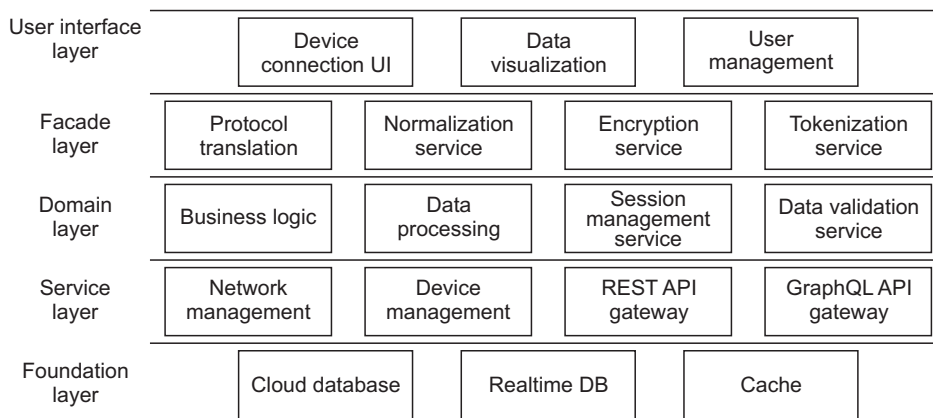 User interface
layer
Device
connection UI
Data
visualization
User
management
Facade
layer
Protocol
translation
Normalization
service
Encryption
service
Tokenization
service
Domain
layer
Business logic
Data
processing
Session
management
service
Data validation
service
Service
layer
Network
management
Device
management
REST API
gateway
GraphQL API
gateway
Foundation
layer
Cloud database
Realtime DB
Cache